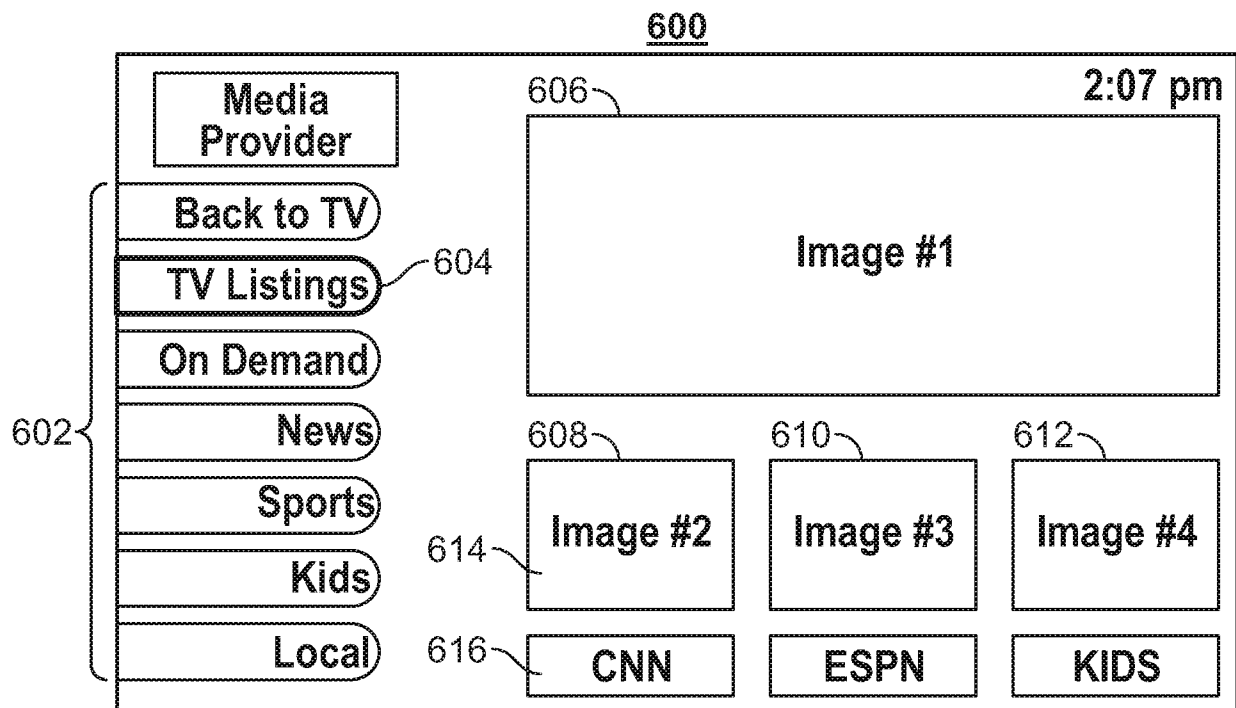 600
2:07 pm
Media
Provider
606
Image #1
Back to TV
TV Listings
604
On Demand
602
News
Sports
Kids
Local
608
610
612
Image #2
Image #3
Image #4
614
616
CNN
ESPN
KIDS